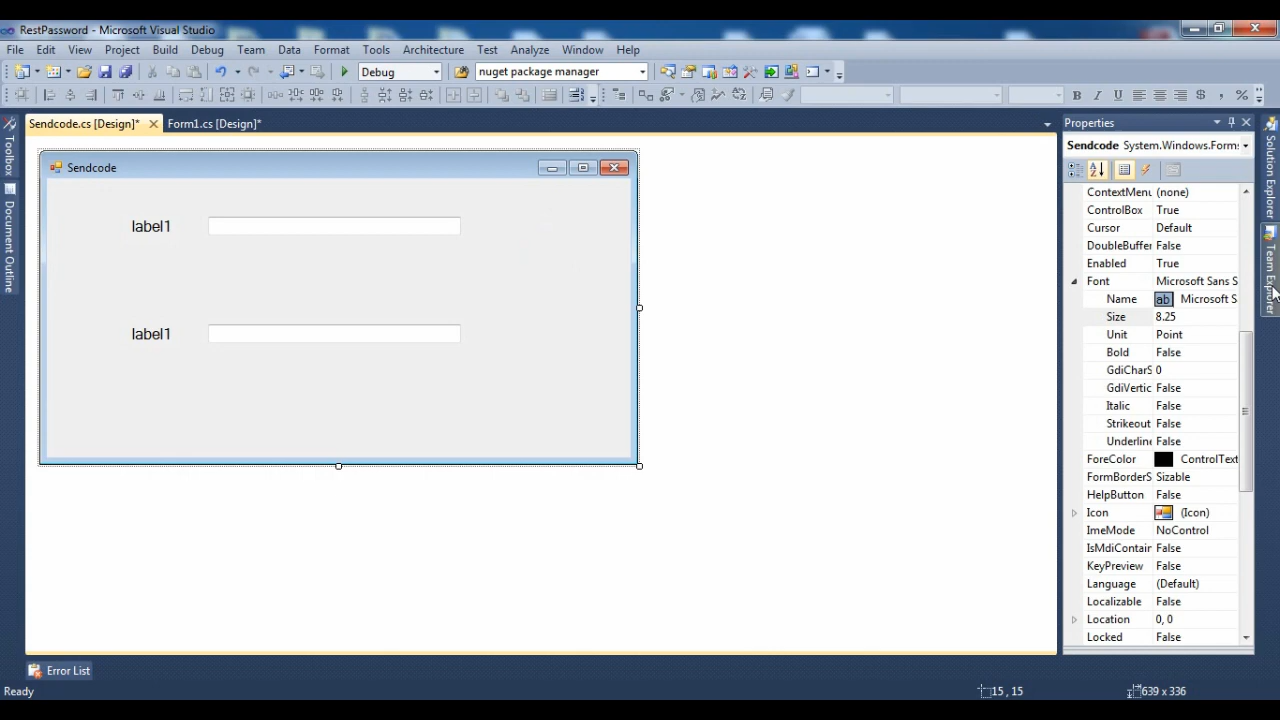 RestPassword - Microsoft Visual Studio
File Edit View Project Build Debug Team Data Format Tools Architecture Test Analyze Window Help
Debug nuget package manager
Sendcode.cs [Design]* Form1.cs [Design]*
Toolbox
Document Outline
Sendcode
label1
label1
Properties
Sendcode System.Windows.Form
ContextMenu (none)
ControlBox True
Cursor Default
DoubleBuffer False
Enabled True
Font Microsoft Sans S
Name ab Microsoft S
Size 8.25
Unit Point
Bold False
GdiCharS 0
GdiVertic False
Italic False
Strikeout False
Underline False
ForeColor ControlText
FormBorderS Sizable
HelpButton False
Icon (Icon)
ImeMode NoControl
IsMdiContain False
KeyPreview False
Language (Default)
Localizable False
Location 0, 0
Locked False
Solution Explorer
Team Explorer
Error List
Ready 15 , 15 639 x 336